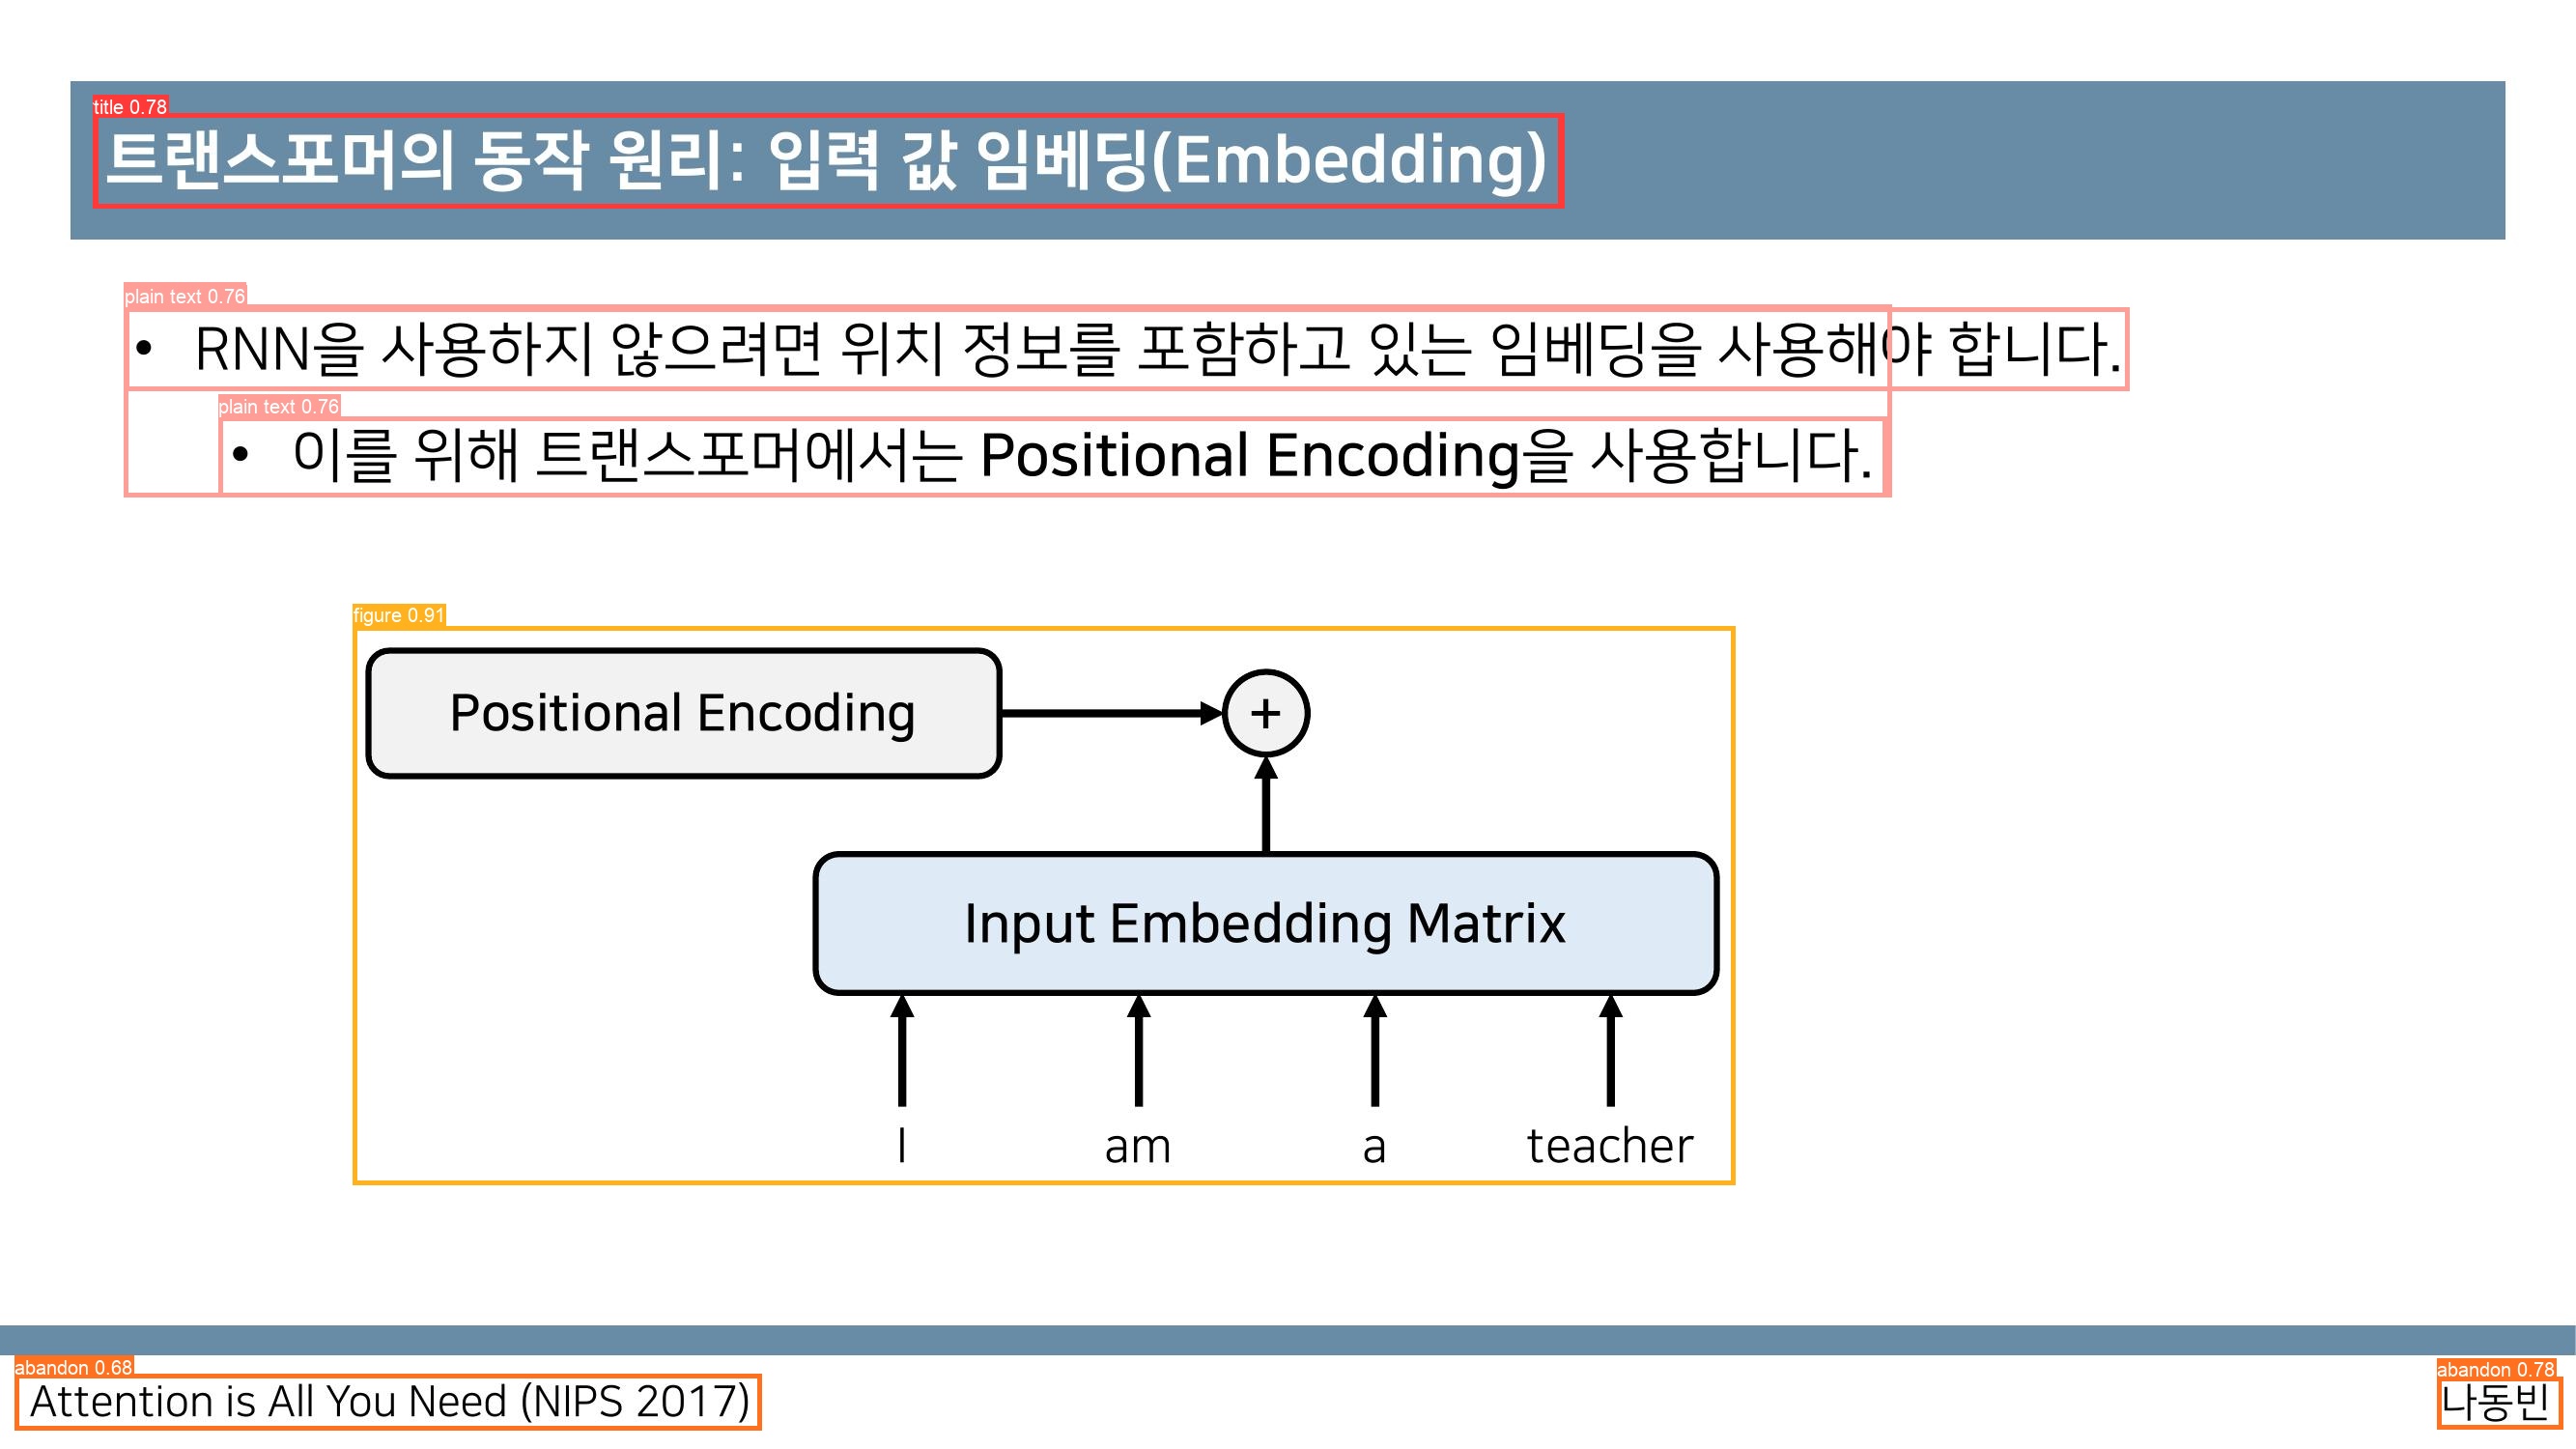 title 0.78
트랜스포머의 동작 원리: 입력 값 임베딩(Embedding)
plain text 0.76
• RNN을 사용하지 않으려면 위치 정보를 포함하고 있는 임베딩을 사용해야 합니다.
plain text 0.76
• 이를 위해 트랜스포머에서는 Positional Encoding을 사용합니다.
figure 0.91
Positional Encoding +
Input Embedding Matrix
I am a teacher
abandon 0.68
Attention is All You Need (NIPS 2017)
abandon 0.78
나동빈